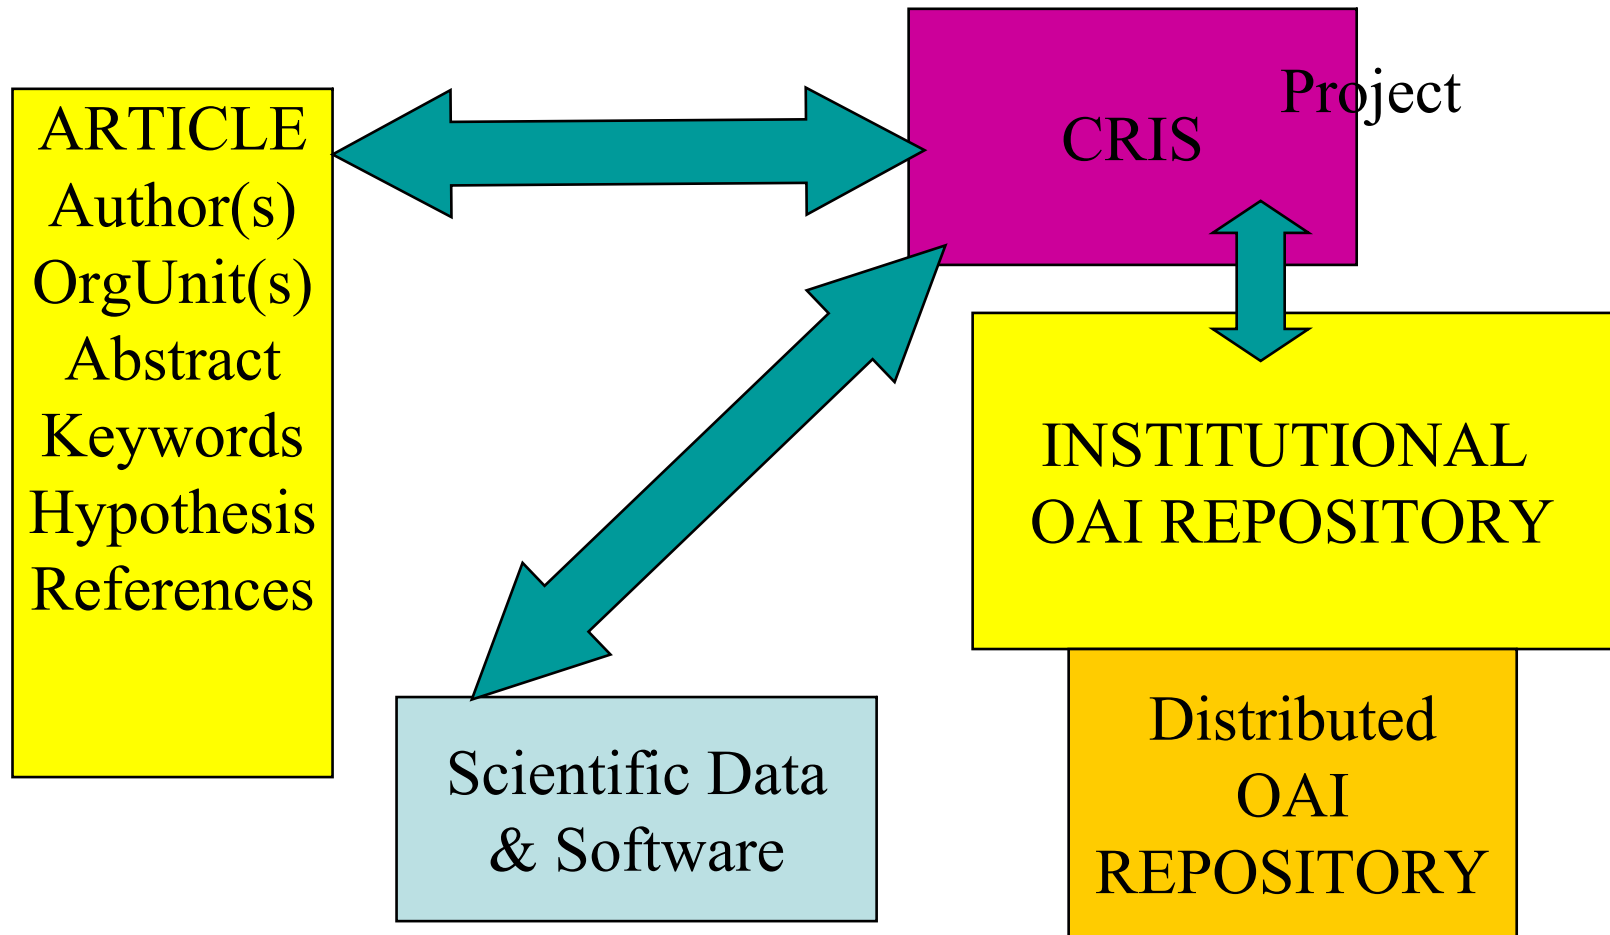 ARTICLE
Author(s)
OrgUnit(s)
Abstract
Keywords
Hypothesis
References
Project
CRIS
INSTITUTIONAL
OAI REPOSITORY
Scientific Data
& Software
Distributed
OAI
REPOSITORY